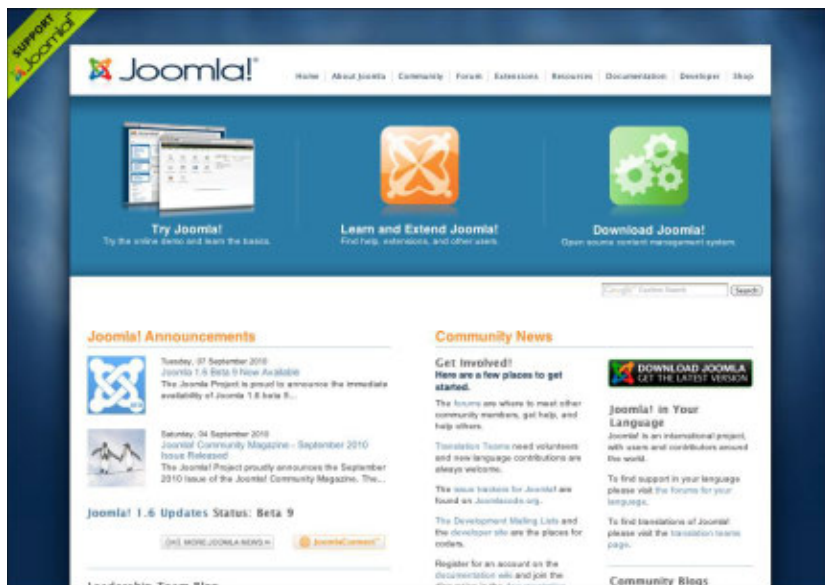 SUPPORT
Joomla!
Joomla!
Home
About Joomla
Community
Forum
Extensions
Resources
Documentation
Developer
Shop
Try Joomla!
Try the online demo and learn the basics.
Learn and Extend Joomla!
Find help, extensions, and other users.
Download Joomla!
Open source content management system.
Google Custom Search
Search
Joomla! Announcements
Tuesday, 07 September 2010
Joomla 1.6 Beta 9 Now Available
The Joomla Project is proud to announce the immediate
availability of Joomla 1.6 beta 9...
Saturday, 04 September 2010
Joomla! Community Magazine - September 2010
Issue Released
The Joomla! Project proudly announces the September
2010 Issue of the Joomla! Community Magazine. The...
Joomla! 1.6 Updates Status: Beta 9
MORE JOOMLA NEWS
JoomlaConnect
Leadership Team Blog
Community News
Get Involved!
Here are a few places to get
started.
The forums are where to meet other
community members, get help, and
help others.
Translation Teams need volunteers
and new language contributions are
always welcome.
The issue trackers for Joomla! are
found on Joomlacode.org.
The Development Mailing Lists and
the developer site are the places for
coders.
Register for an account on the
documentation wiki and join the
DOWNLOAD JOOMLA
GET THE LATEST VERSION
Joomla! in Your
Language
Joomla! is an international project,
with users and contributors around
the world.
To find support in your language
please visit the forums for your
language.
To find translations of Joomla!
please visit the translation teams
page.
Community Blogs